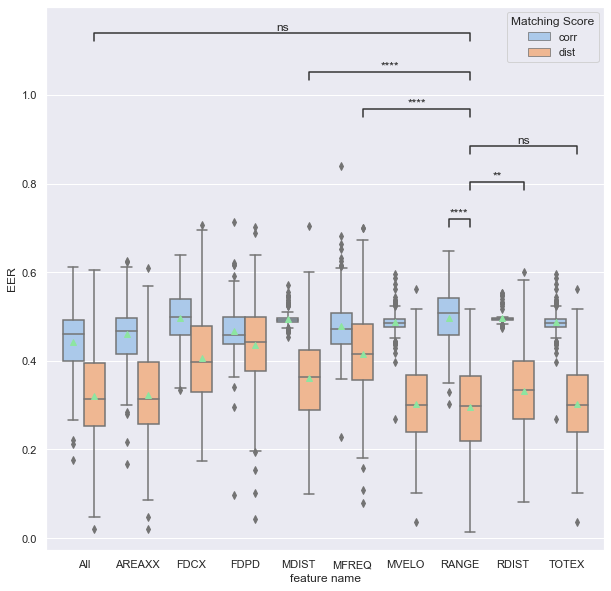 Matching Score
corr
dist
ns
****
****
ns
**
****
1.0
0.8
0.6
0.4
0.2
0.0
EER
All AREAXX FDCX FDPD MDIST MFREQ MVELO RANGE RDIST TOTEX
feature name